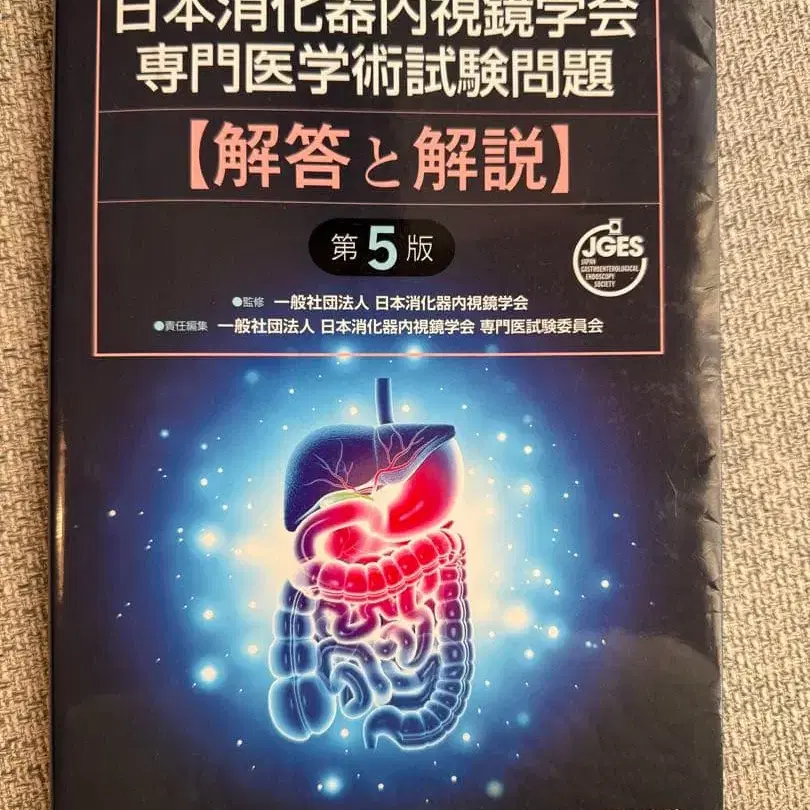 日本消化器内視鏡学会
専門医学術試験問題
【解答と解説】
第5版
JGES
JAPAN
GASTROENTEROLOGICAL
ENDOSCOPY
SOCIETY
●監修 一般社団法人 日本消化器内視鏡学会
●責任編集 一般社団法人 日本消化器内視鏡学会 専門医試験委員会